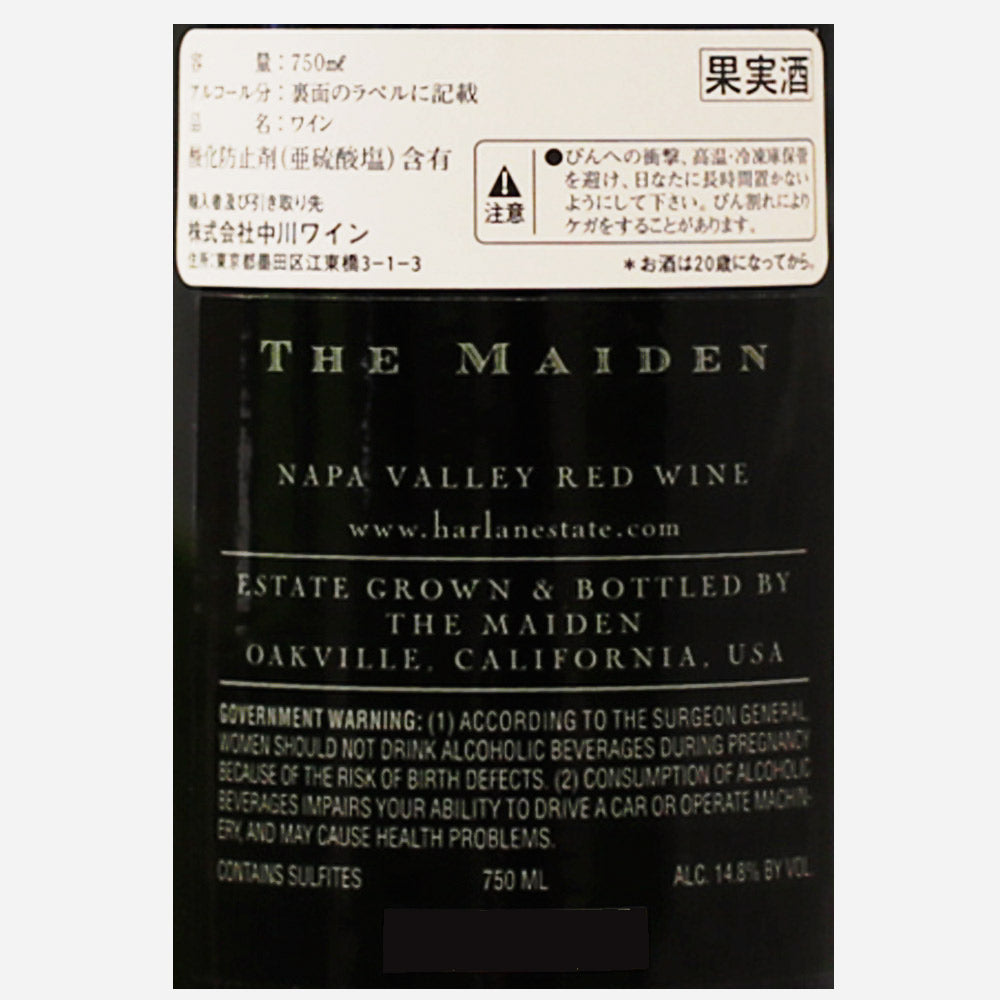 容　　量：750㎖
果実酒
アルコール分：裏面のラベルに記載
品　　名：ワイン
酸化防止剤（亜硫酸塩）含有
輸入者及び引き取り先
株式会社中川ワイン
住所：東京都墨田区江東橋3-1-3
注意
●びんへの衝撃、高温・冷凍庫保管
を避け、日なたに長時間置かない
ようにして下さい。びん割れにより
ケガをすることがあります。
＊お酒は20歳になってから。
THE MAIDEN
NAPA VALLEY RED WINE
www.harlanestate.com
ESTATE GROWN & BOTTLED BY
THE MAIDEN
OAKVILLE, CALIFORNIA, USA
GOVERNMENT WARNING: (1) ACCORDING TO THE SURGEON GENERAL,
WOMEN SHOULD NOT DRINK ALCOHOLIC BEVERAGES DURING PREGNANCY
BECAUSE OF THE RISK OF BIRTH DEFECTS. (2) CONSUMPTION OF ALCOHOLIC
BEVERAGES IMPAIRS YOUR ABILITY TO DRIVE A CAR OR OPERATE MACHIN-
ERY, AND MAY CAUSE HEALTH PROBLEMS.
CONTAINS SULFITES 750 ML ALC. 14.8% BY VOL.